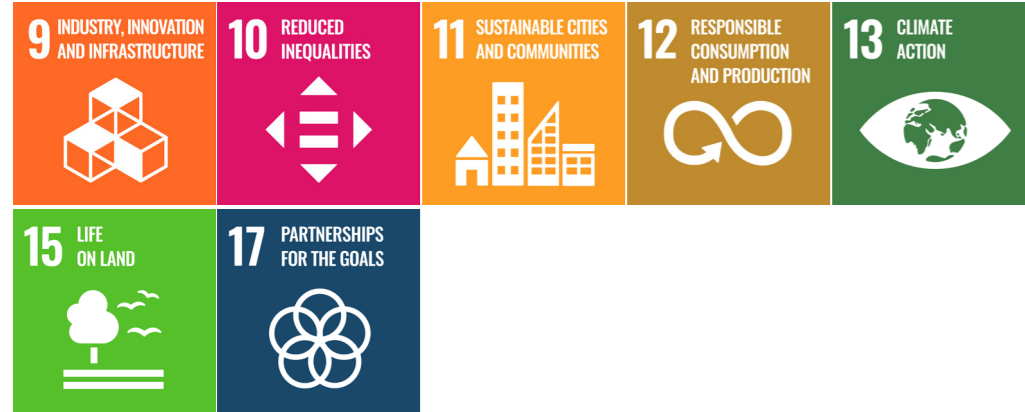 9 INDUSTRY, INNOVATION
AND INFRASTRUCTURE
10 REDUCED
INEQUALITIES
11 SUSTAINABLE CITIES
AND COMMUNITIES
12 RESPONSIBLE
CONSUMPTION
AND PRODUCTION
13 CLIMATE
ACTION
15 LIFE
ON LAND
17 PARTNERSHIPS
FOR THE GOALS